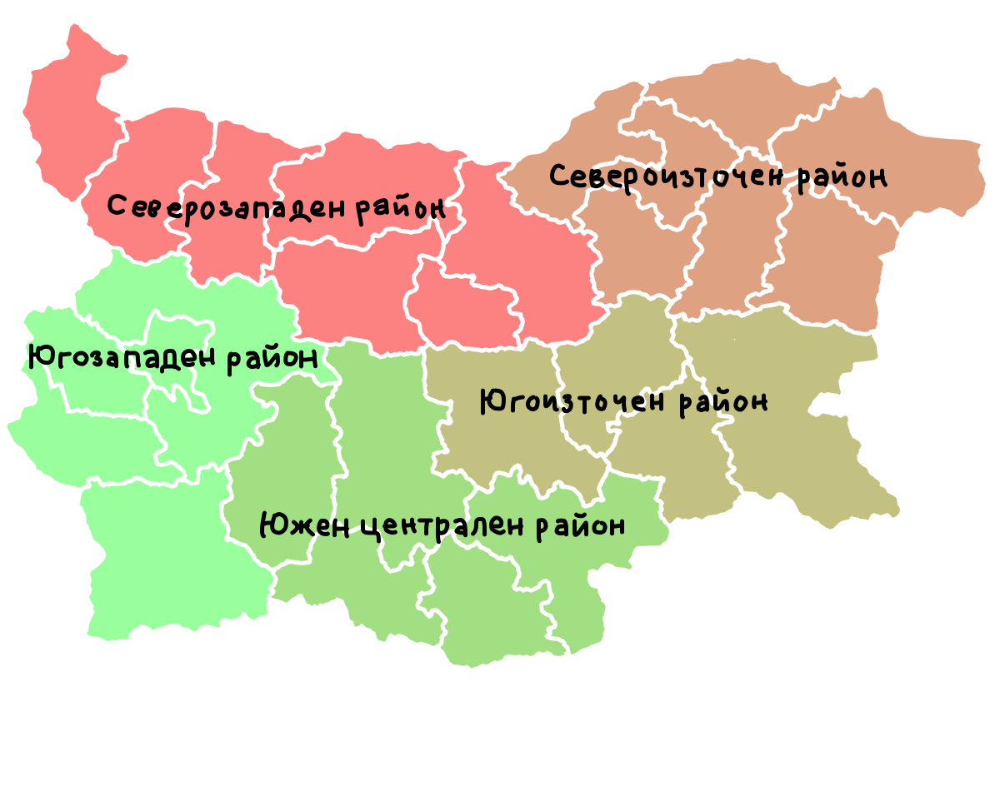 Североизточен район
Северозападен район
Югозападен район
Югоизточен район
Южен централен район